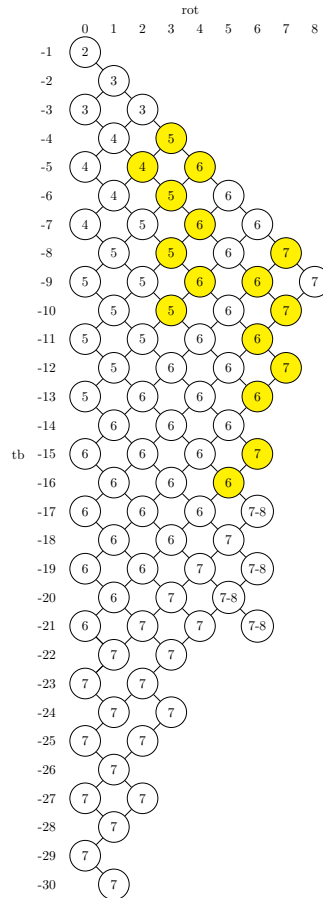 rot
0 1 2 3 4 5 6 7 8
-1 2
-2 3
-3 3 3
-4 4 5
-5 4 4 6
-6 4 5 6
-7 4 5 6 6
-8 5 5 6 7
-9 5 5 6 6 7
-10 5 5 6 7
-11 5 5 6 6
-12 5 6 6 7
-13 5 6 6 6
-14 6 6 6
tb -15 6 6 6 7
-16 6 6 6
-17 6 6 6 7-8
-18 6 6 7
-19 6 6 7 7-8
-20 6 7 7-8
-21 6 7 7 7-8
-22 7 7
-23 7 7
-24 7 7
-25 7 7
-26 7
-27 7 7
-28 7
-29 7
-30 7